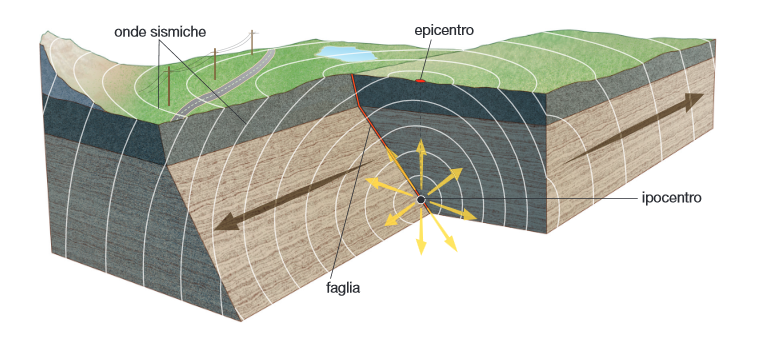 onde sismiche
epicentro
ipocentro
faglia